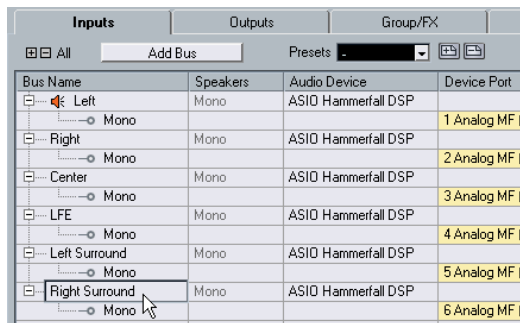 Inputs Outputs Group/FX
All Add Bus Presets -
Bus Name Speakers Audio Device Device Port
Left Mono ASIO Hammerfall DSP
Mono 1 Analog MF
Right Mono ASIO Hammerfall DSP
Mono 2 Analog MF
Center Mono ASIO Hammerfall DSP
Mono 3 Analog MF
LFE Mono ASIO Hammerfall DSP
Mono 4 Analog MF
Left Surround Mono ASIO Hammerfall DSP
Mono 5 Analog MF
Right Surround Mono ASIO Hammerfall DSP
Mono 6 Analog MF